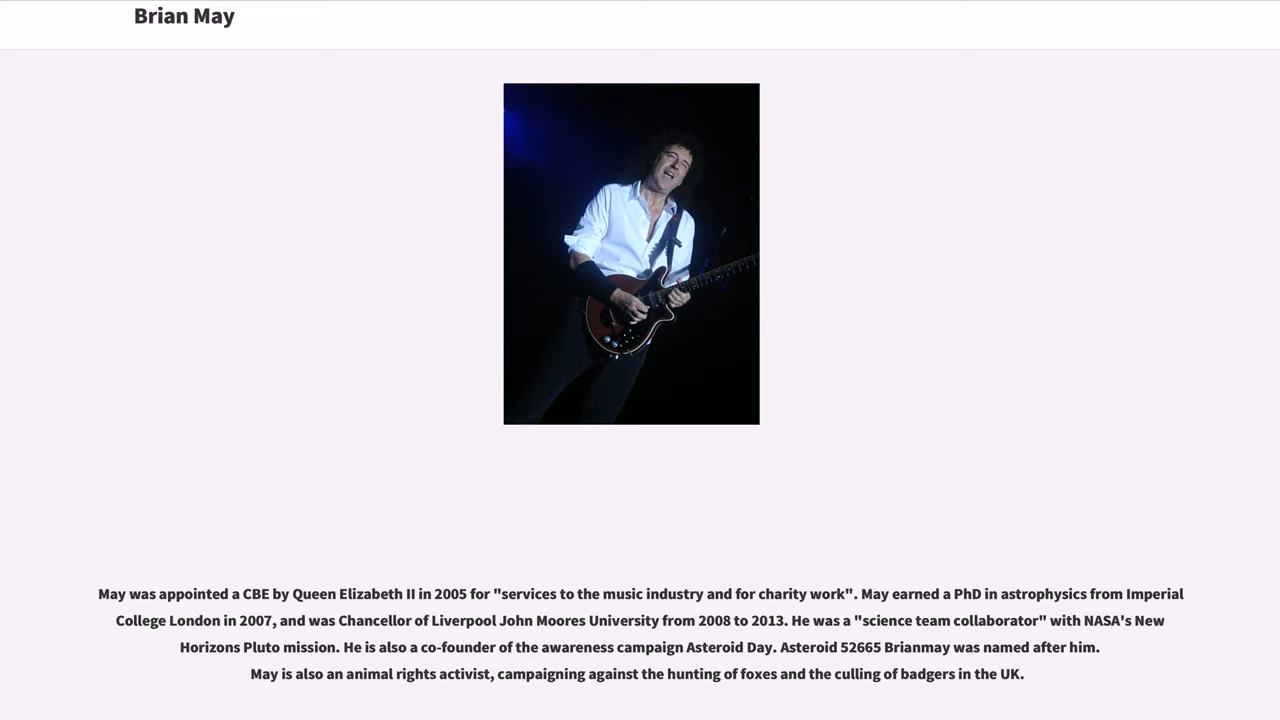 Brian May
May was appointed a CBE by Queen Elizabeth II in 2005 for "services to the music industry and for charity work". May earned a PhD in astrophysics from Imperial
College London in 2007, and was Chancellor of Liverpool John Moores University from 2008 to 2013. He was a "science team collaborator" with NASA's New
Horizons Pluto mission. He is also a co-founder of the awareness campaign Asteroid Day. Asteroid 52665 Brianmay was named after him.
May is also an animal rights activist, campaigning against the hunting of foxes and the culling of badgers in the UK.